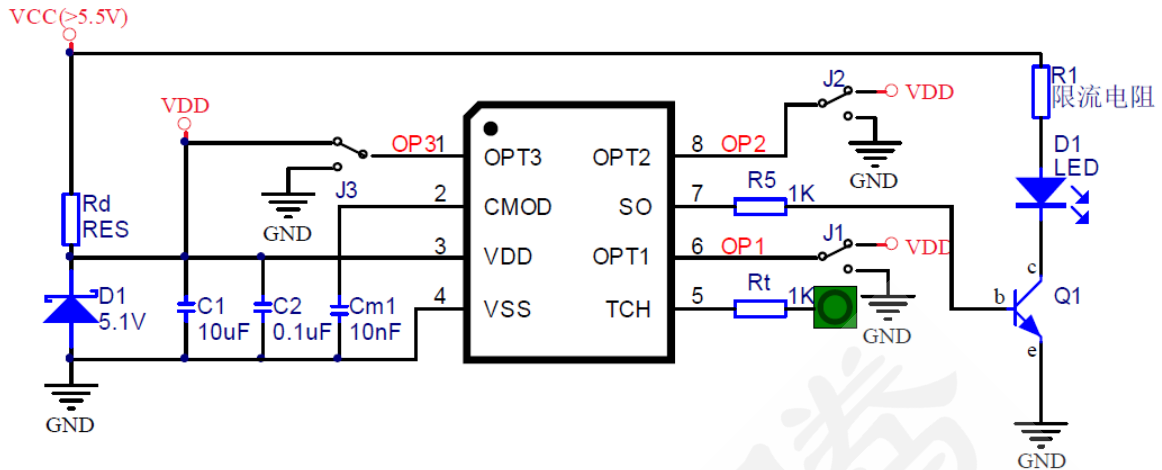 VCC(>5.5V)
VDD
Rd
RES
D1
5.1V
GND
C1
10uF
C2
0.1uF
Cm1
10nF
GND
J3
OP3
1
2
3
4
OPT3
CMOD
VDD
VSS
OPT2
SO
OPT1
TCH
8
7
6
5
OP2
R5
1K
OP1
Rt
1K
J2
VDD
GND
J1
VDD
GND
R1
限流电阻
D1
LED
c
b
Q1
e
GND